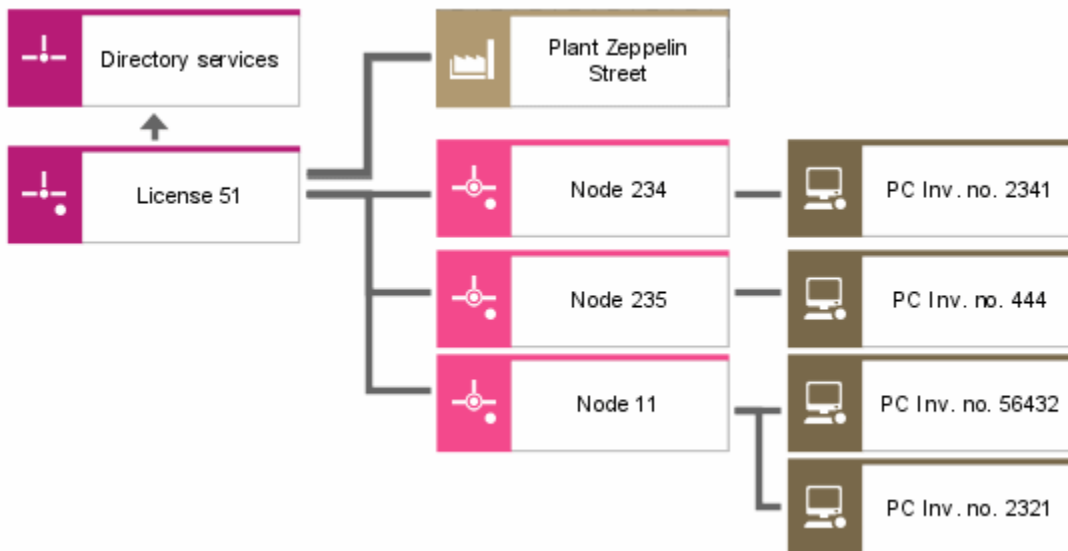 Directory services
Plant Zeppelin
Street
License 51
Node 234
PC Inv. no. 2341
Node 235
PC Inv. no. 444
Node 11
PC Inv. no. 56432
PC Inv. no. 2321